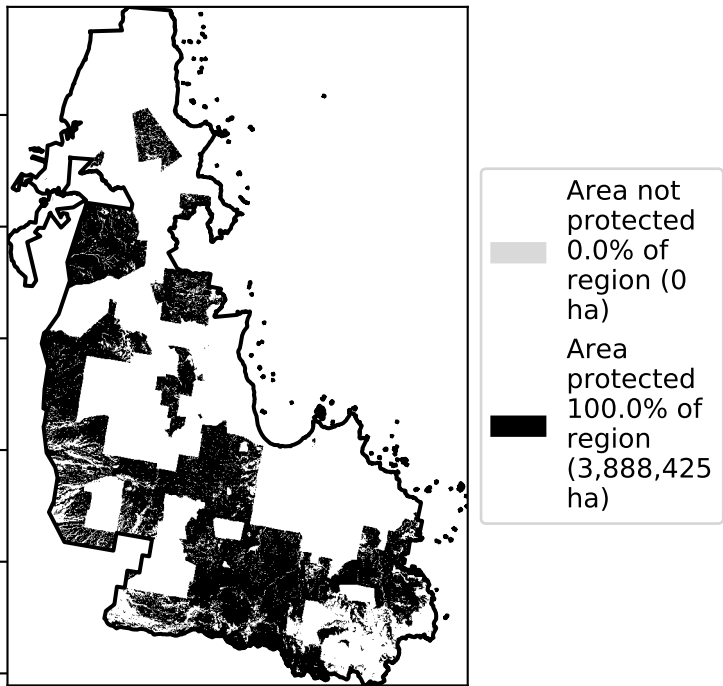 Area not
protected
0.0% of
region (0
ha)
Area
protected
100.0% of
region
(3,888,425
ha)